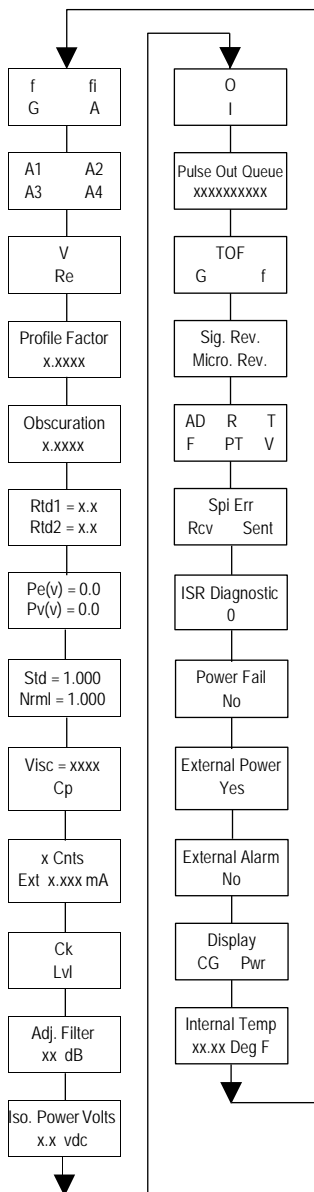 f fi
G A
A1 A2
A3 A4
V
Re
Profile Factor
x.xxxx
Obscuration
x.xxxx
Rtd1 = x.x
Rtd2 = x.x
Pe(v) = 0.0
Pv(v) = 0.0
Std = 1.000
Nrml = 1.000
Visc = xxxx
Cp
x Cnts
Ext x.xxx mA
Ck
Lvl
Adj. Filter
xx dB
Iso. Power Volts
x.x vdc
O
I
Pulse Out Queue
xxxxxxxxxx
TOF
G f
Sig. Rev.
Micro. Rev.
AD R T
F PT V
Spi Err
Rcv Sent
ISR Diagnostic
0
Power Fail
No
External Power
Yes
External Alarm
No
Display
CG Pwr
Internal Temp
xx.xx Deg F